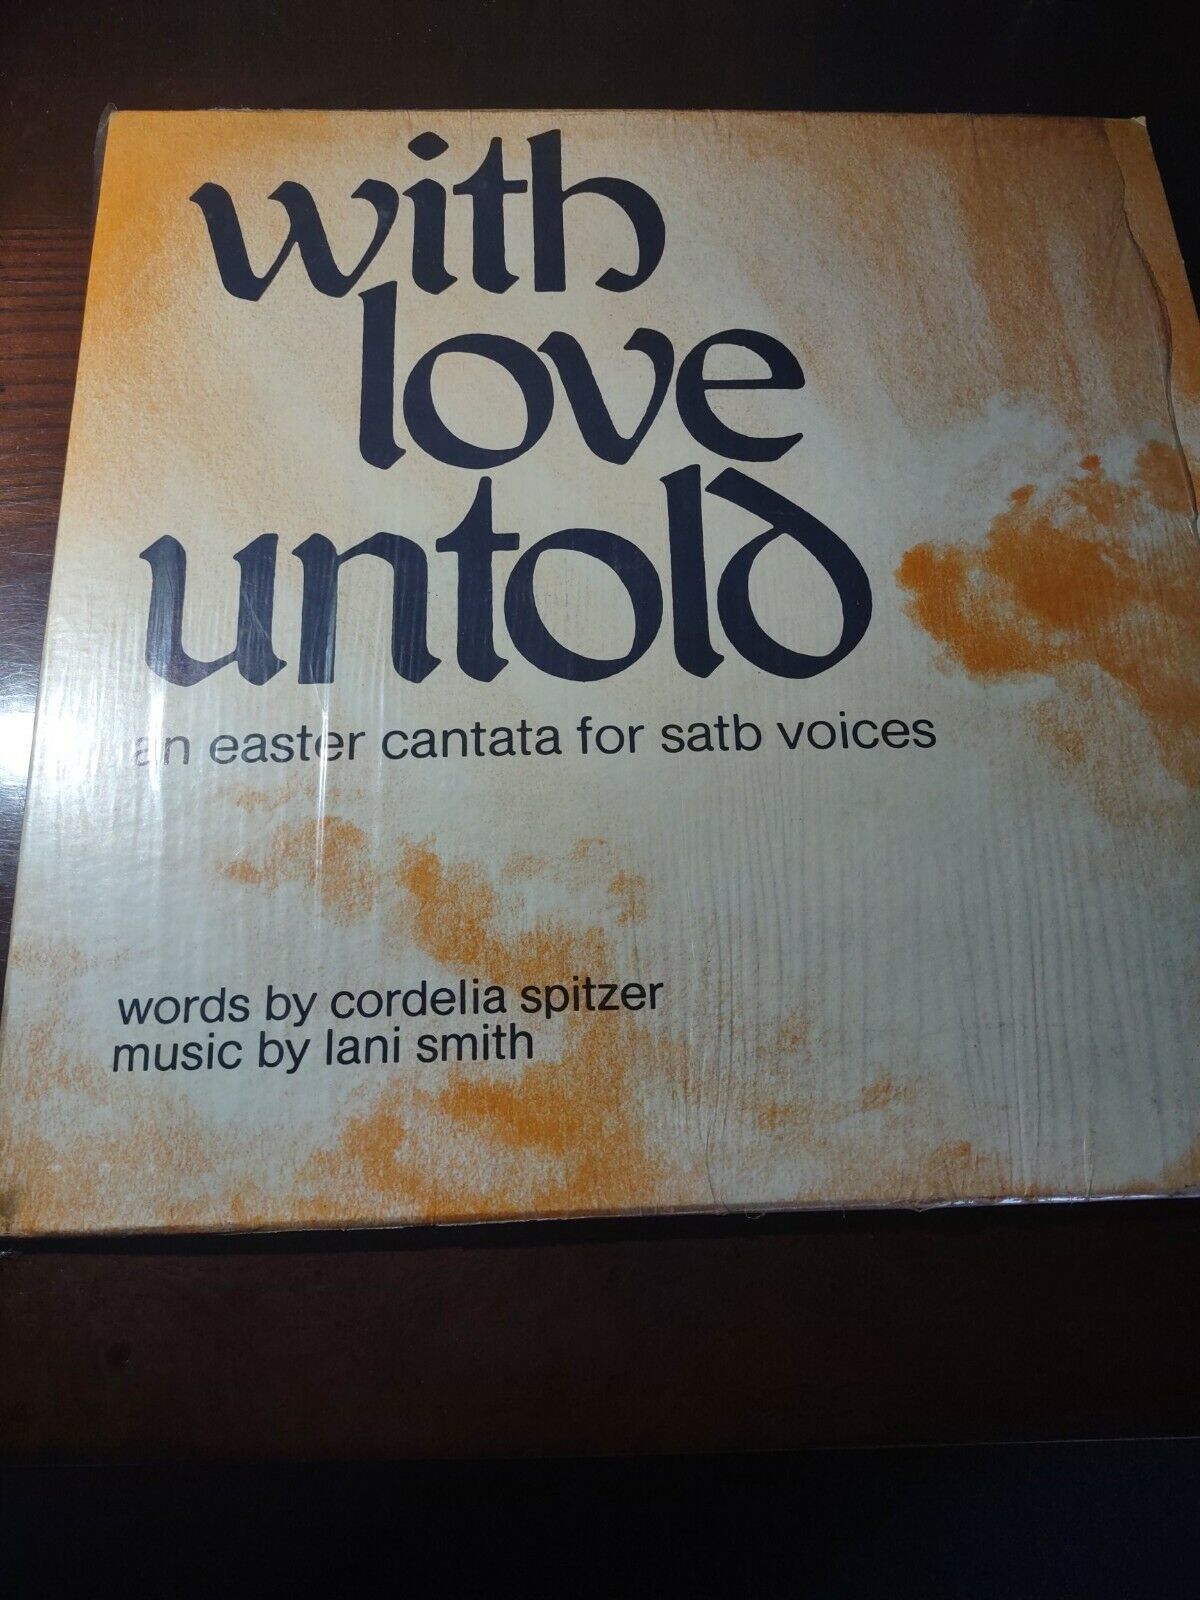 with
love
untold
an easter cantata for satb voices
words by cordelia spitzer
music by lani smith